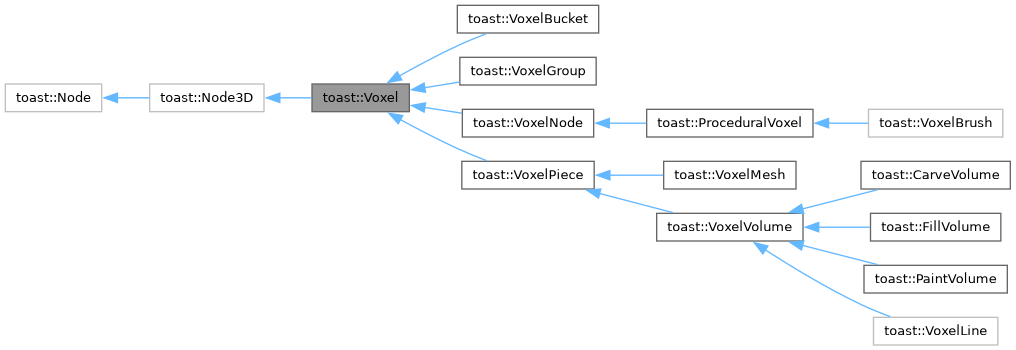 toast::Node
toast::Node3D
toast::Voxel
toast::VoxelBucket
toast::VoxelGroup
toast::VoxelNode
toast::ProceduralVoxel
toast::VoxelBrush
toast::VoxelPiece
toast::VoxelMesh
toast::VoxelVolume
toast::CarveVolume
toast::FillVolume
toast::PaintVolume
toast::VoxelLine